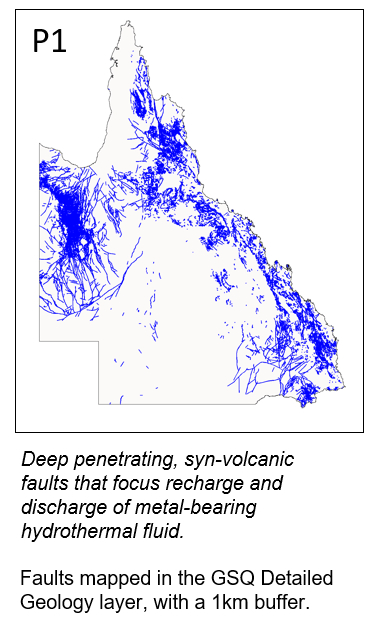 P1
Deep penetrating, syn-volcanic
faults that focus recharge and
discharge of metal-bearing
hydrothermal fluid.
Faults mapped in the GSQ Detailed
Geology layer, with a 1km buffer.